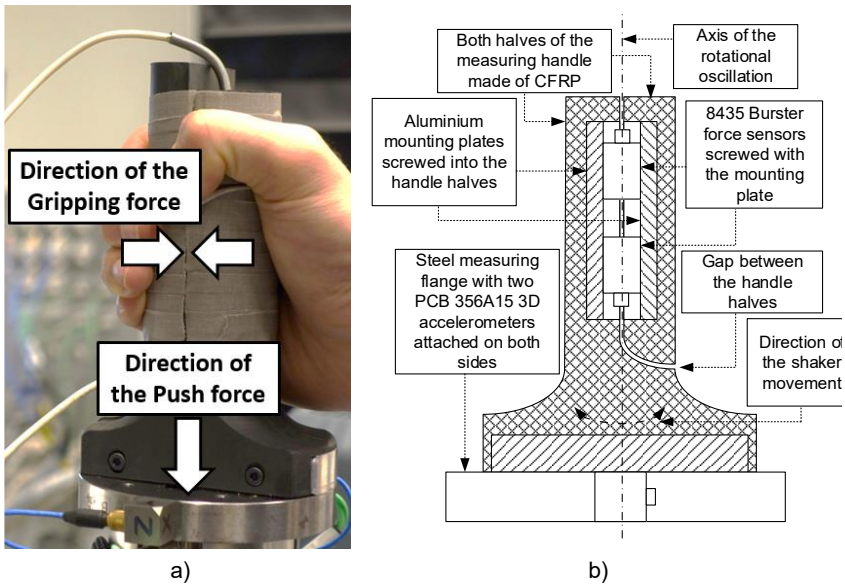 Direction of the
Gripping force
Direction of
the Push force
N
a)
Both halves of the
measuring handle
made of CFRP
Axis of the
rotational
oscillation
Aluminium
mounting plates
screwed into the
handle halves
8435 Burster
force sensors
screwed with
the mounting
plate
Steel measuring
flange with two
PCB 356A15 3D
accelerometers
attached on both
sides
Gap between
the handle
halves
Direction of
the shaker
movement
b)